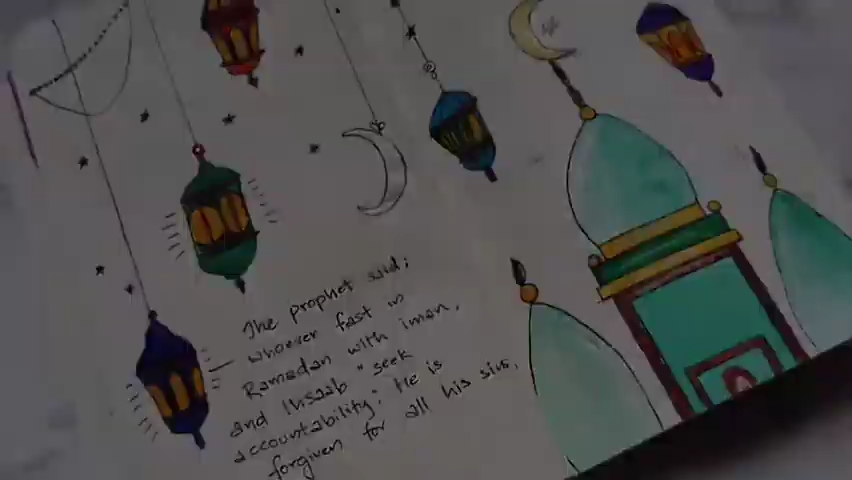 The prophet said;
whoever fast in
Ramadan with iman,
and Ihsaab "seek
accountability; He is
forgiven for all his sins.